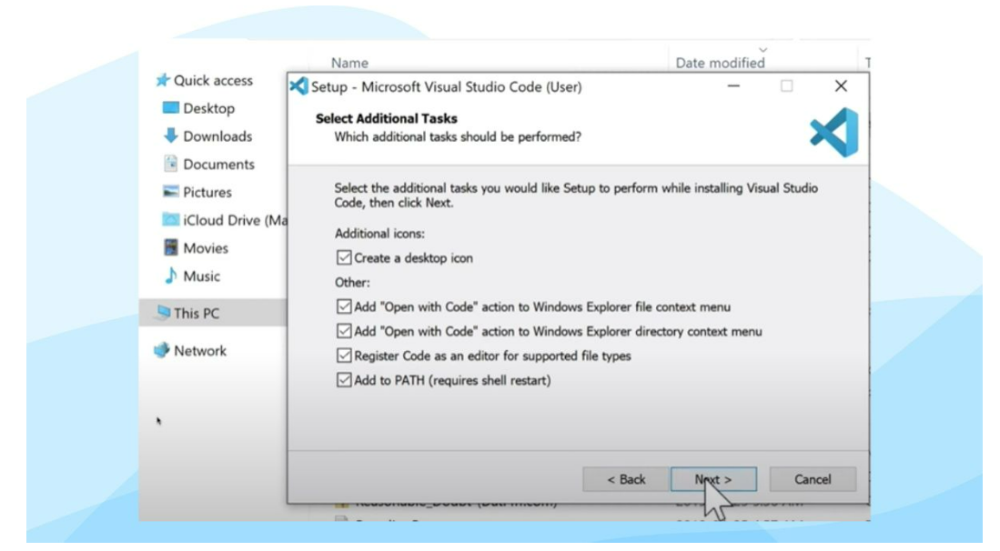 Name
Date modified
Quick access
Desktop
Downloads
Documents
Pictures
iCloud Drive (Ma
Movies
Music
This PC
Network
Setup - Microsoft Visual Studio Code (User)
Select Additional Tasks
Which additional tasks should be performed?
Select the additional tasks you would like Setup to perform while installing Visual Studio
Code, then click Next.
Additional icons:
Create a desktop icon
Other:
Add "Open with Code" action to Windows Explorer file context menu
Add "Open with Code" action to Windows Explorer directory context menu
Register Code as an editor for supported file types
Add to PATH (requires shell restart)
< Back
Next >
Cancel